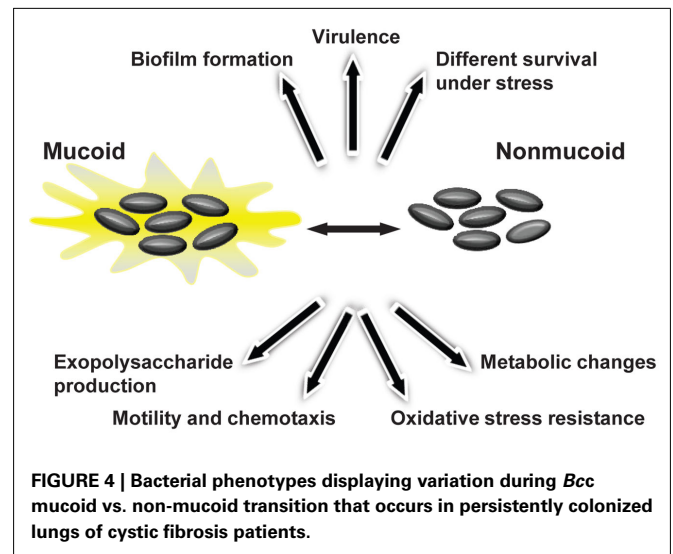 Virulence
Biofilm formation
Different survival
under stress
Mucoid
Nonmucoid
Exopolysaccharide
production
Metabolic changes
Motility and chemotaxis
Oxidative stress resistance
FIGURE 4 | Bacterial phenotypes displaying variation during Bcc
mucoid vs. non-mucoid transition that occurs in persistently colonized
lungs of cystic fibrosis patients.